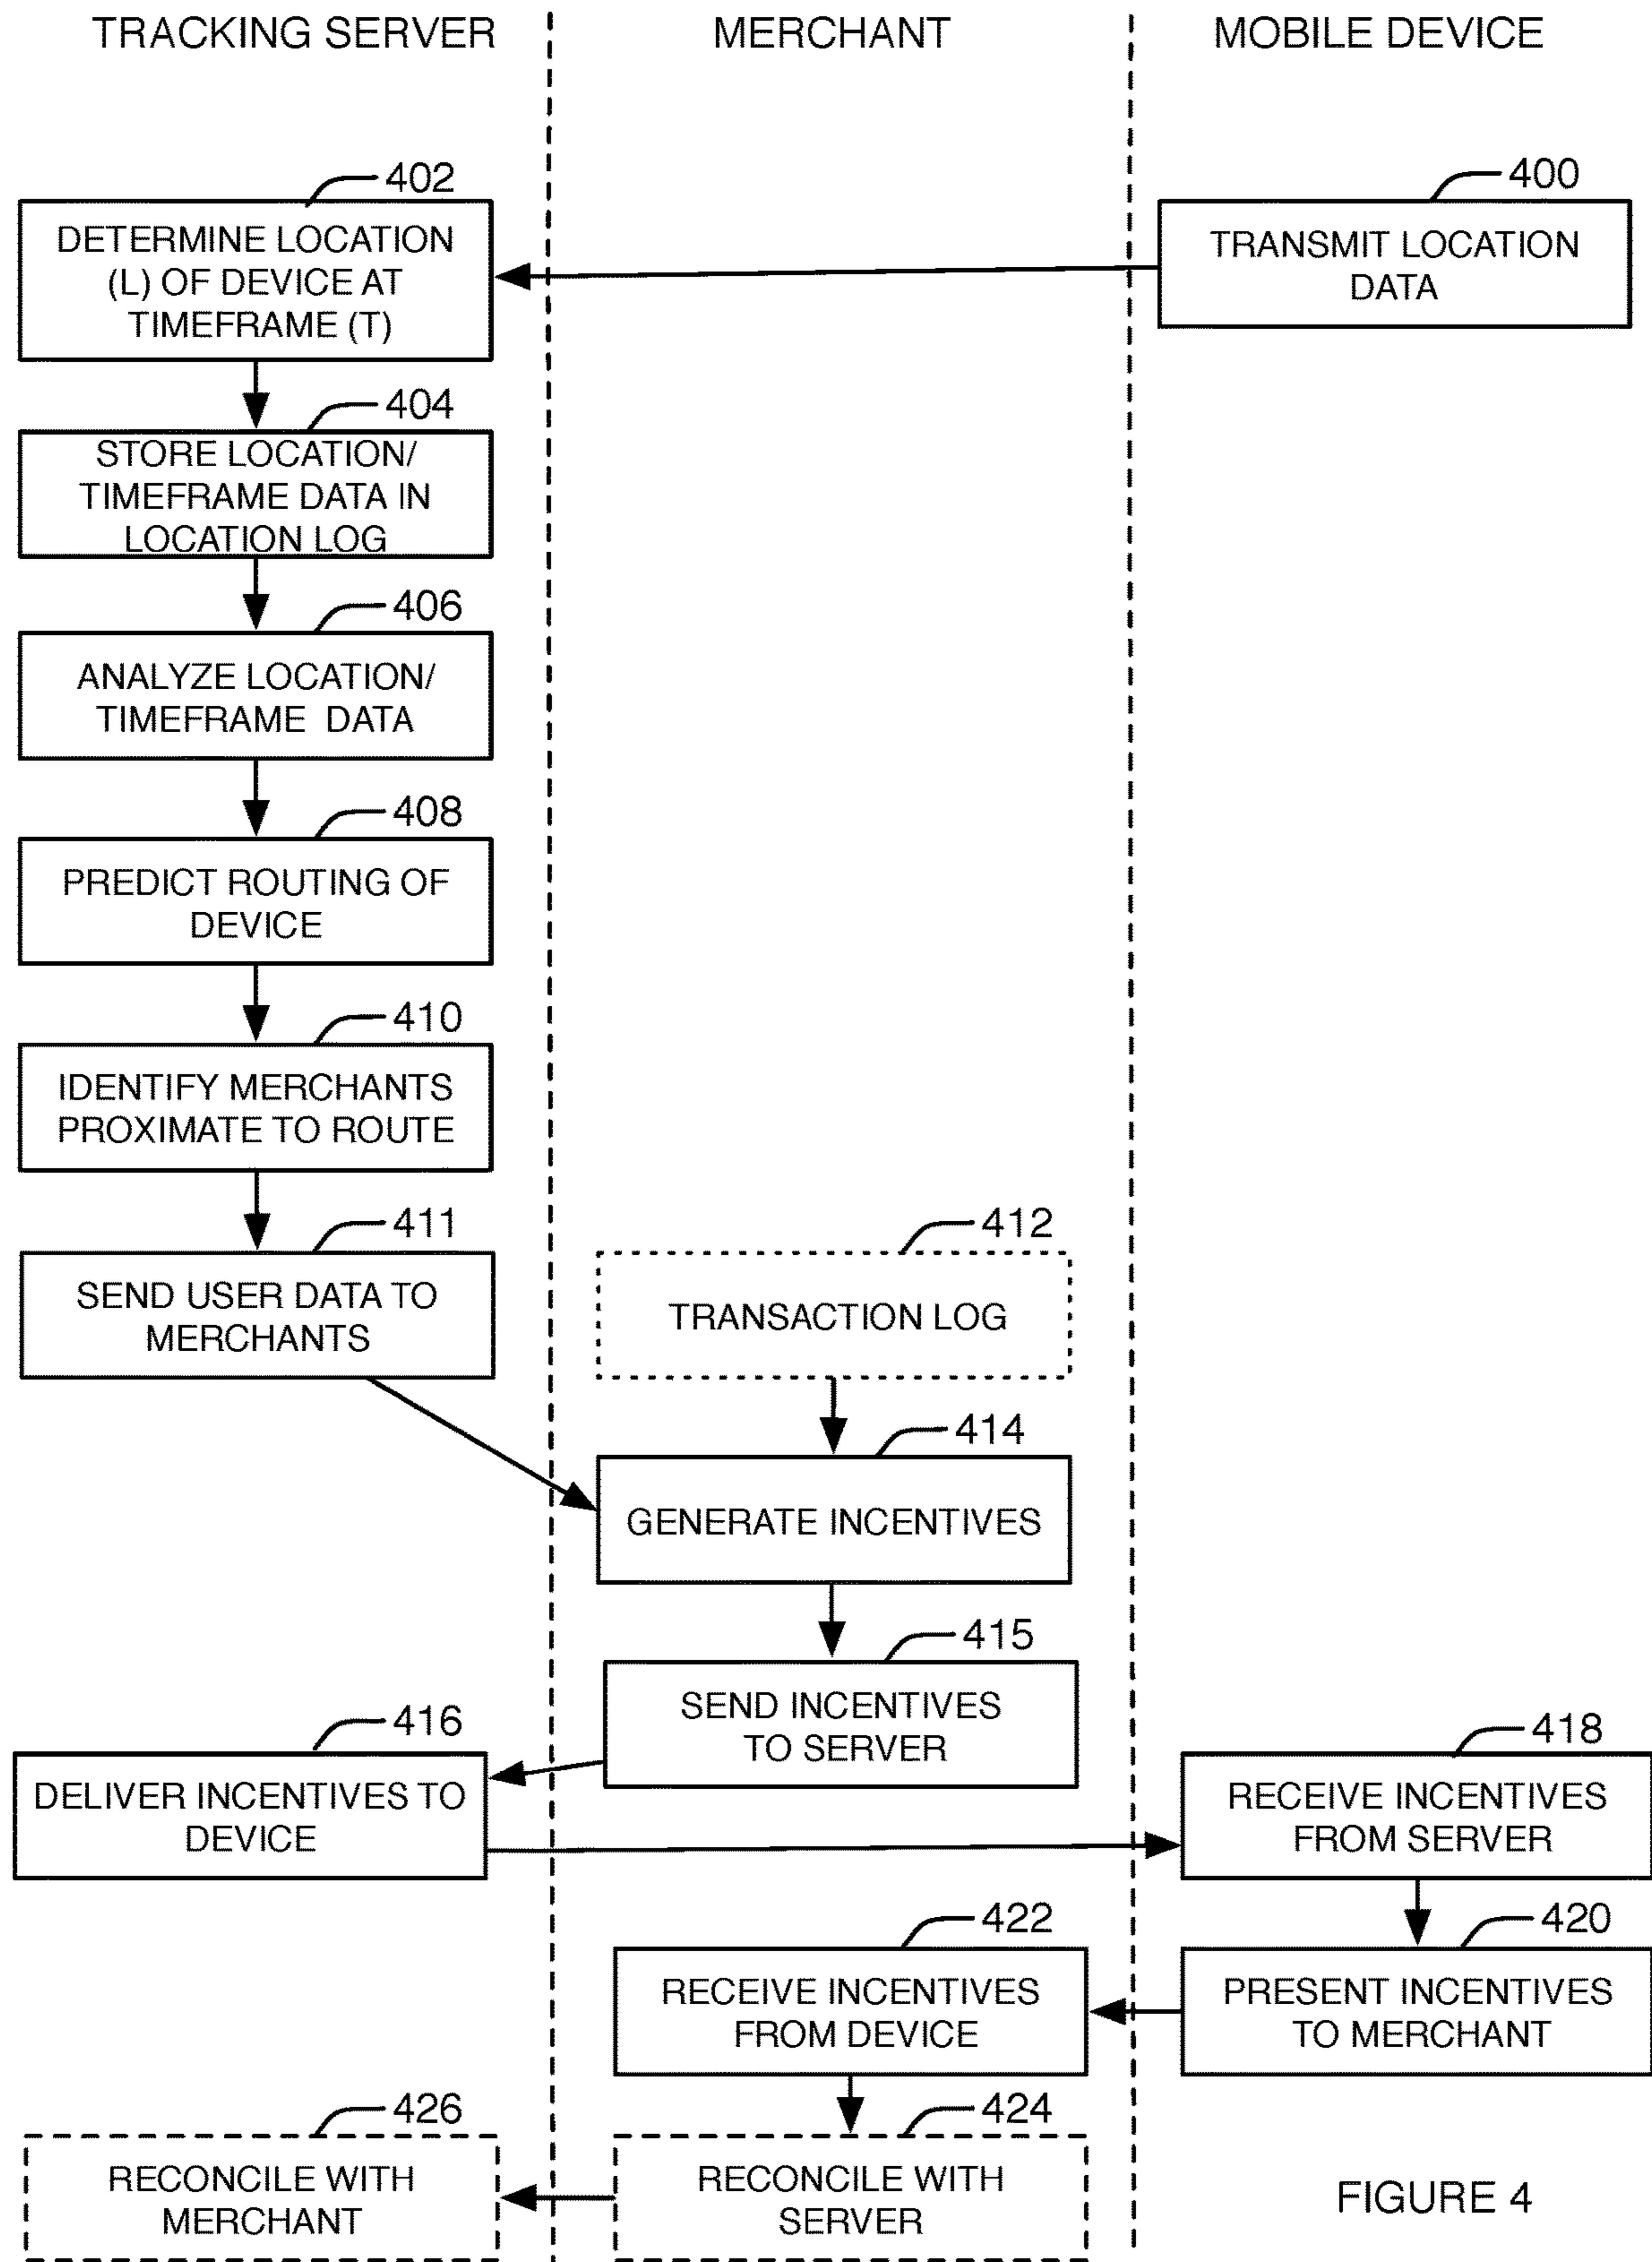 TRACKING SERVER
MERCHANT
MOBILE DEVICE
402
DETERMINE LOCATION
(L) OF DEVICE AT
TIMEFRAME (T)
400
TRANSMIT LOCATION
DATA
404
STORE LOCATION/
TIMEFRAME DATA IN
LOCATION LOG
406
ANALYZE LOCATION/
TIMEFRAME DATA
408
PREDICT ROUTING OF
DEVICE
410
IDENTIFY MERCHANTS
PROXIMATE TO ROUTE
411
SEND USER DATA TO
MERCHANTS
412
TRANSACTION LOG
414
GENERATE INCENTIVES
415
SEND INCENTIVES
TO SERVER
416
DELIVER INCENTIVES TO
DEVICE
418
RECEIVE INCENTIVES
FROM SERVER
420
PRESENT INCENTIVES
TO MERCHANT
422
RECEIVE INCENTIVES
FROM DEVICE
424
RECONCILE WITH
SERVER
426
RECONCILE WITH
MERCHANT
FIGURE 4